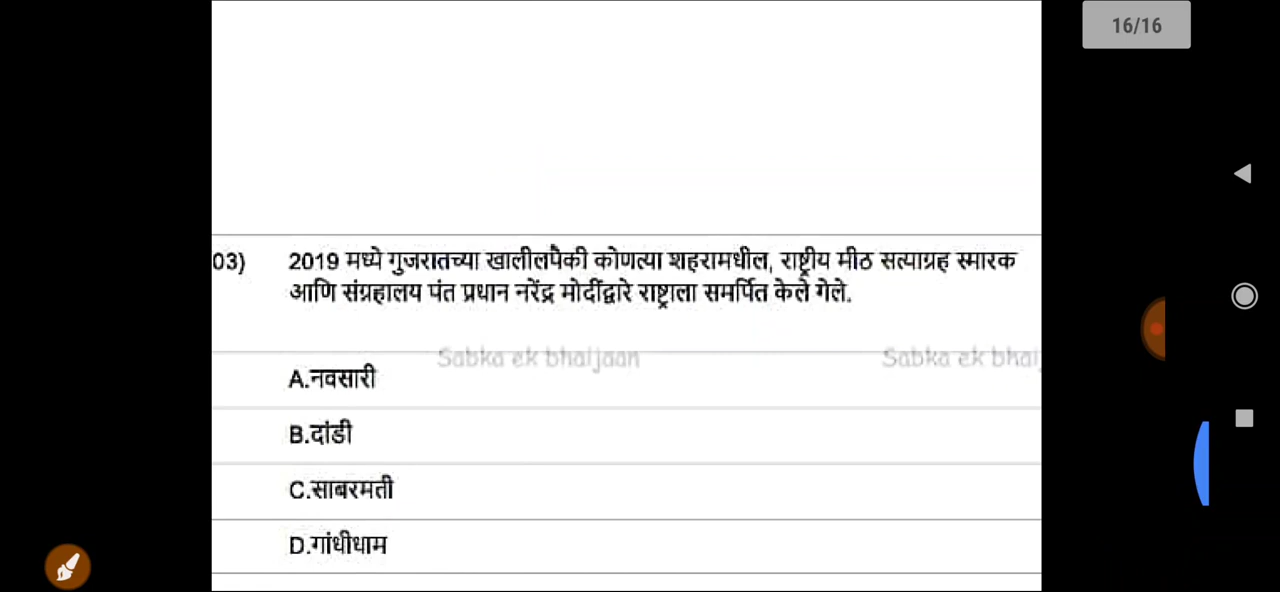 16/16
03) 2019 मध्ये गुजरातच्या खालीलपैकी कोणत्या शहरामधील, राष्ट्रीय मीठ सत्याग्रह स्मारक
आणि संग्रहालय पंत प्रधान नरेंद्र मोदींद्वारे राष्ट्राला समर्पित केले गेले.
Sabka ek bhaijaan Sabka ek bhaij
A.नवसारी
B.दांडी
C.साबरमती
D.गांधीधाम